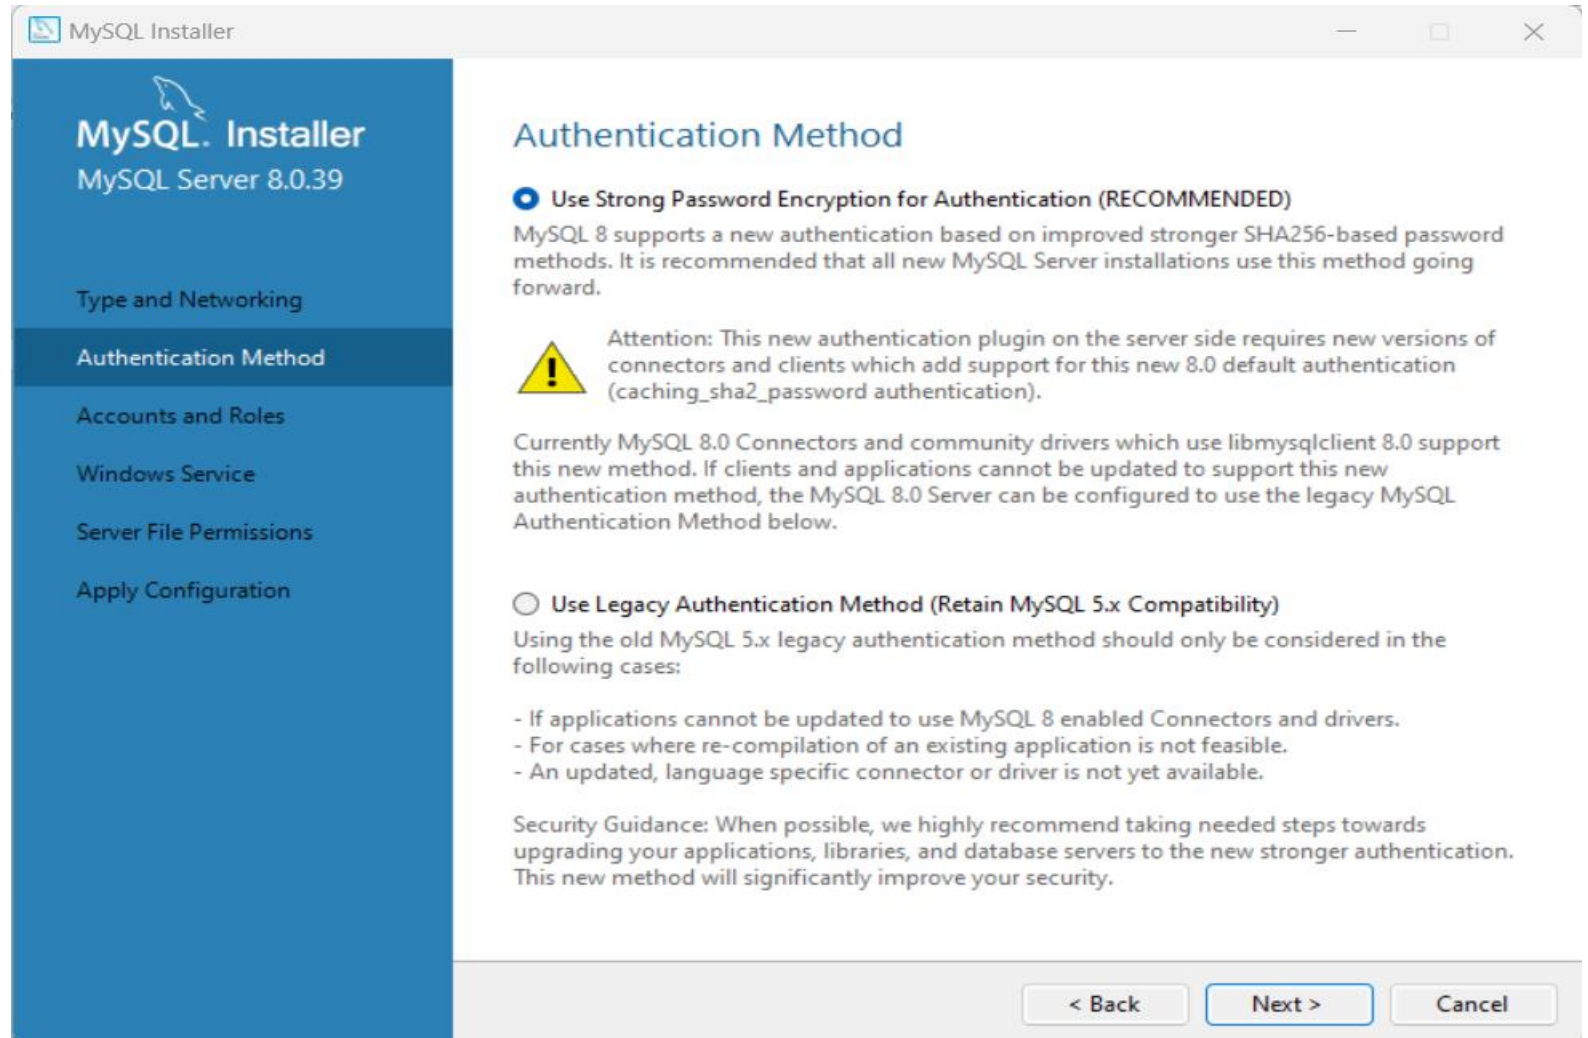 MySQL Installer
MySQL. Installer
MySQL Server 8.0.39
Type and Networking
Authentication Method
Accounts and Roles
Windows Service
Server File Permissions
Apply Configuration
Authentication Method
Use Strong Password Encryption for Authentication (RECOMMENDED)
MySQL 8 supports a new authentication based on improved stronger SHA256-based password
methods. It is recommended that all new MySQL Server installations use this method going
forward.
Attention: This new authentication plugin on the server side requires new versions of
connectors and clients which add support for this new 8.0 default authentication
(caching_sha2_password authentication).
Currently MySQL 8.0 Connectors and community drivers which use libmysqlclient 8.0 support
this new method. If clients and applications cannot be updated to support this new
authentication method, the MySQL 8.0 Server can be configured to use the legacy MySQL
Authentication Method below.
Use Legacy Authentication Method (Retain MySQL 5.x Compatibility)
Using the old MySQL 5.x legacy authentication method should only be considered in the
following cases:
- If applications cannot be updated to use MySQL 8 enabled Connectors and drivers.
- For cases where re-compilation of an existing application is not feasible.
- An updated, language specific connector or driver is not yet available.
Security Guidance: When possible, we highly recommend taking needed steps towards
upgrading your applications, libraries, and database servers to the new stronger authentication.
This new method will significantly improve your security.
< Back
Next >
Cancel